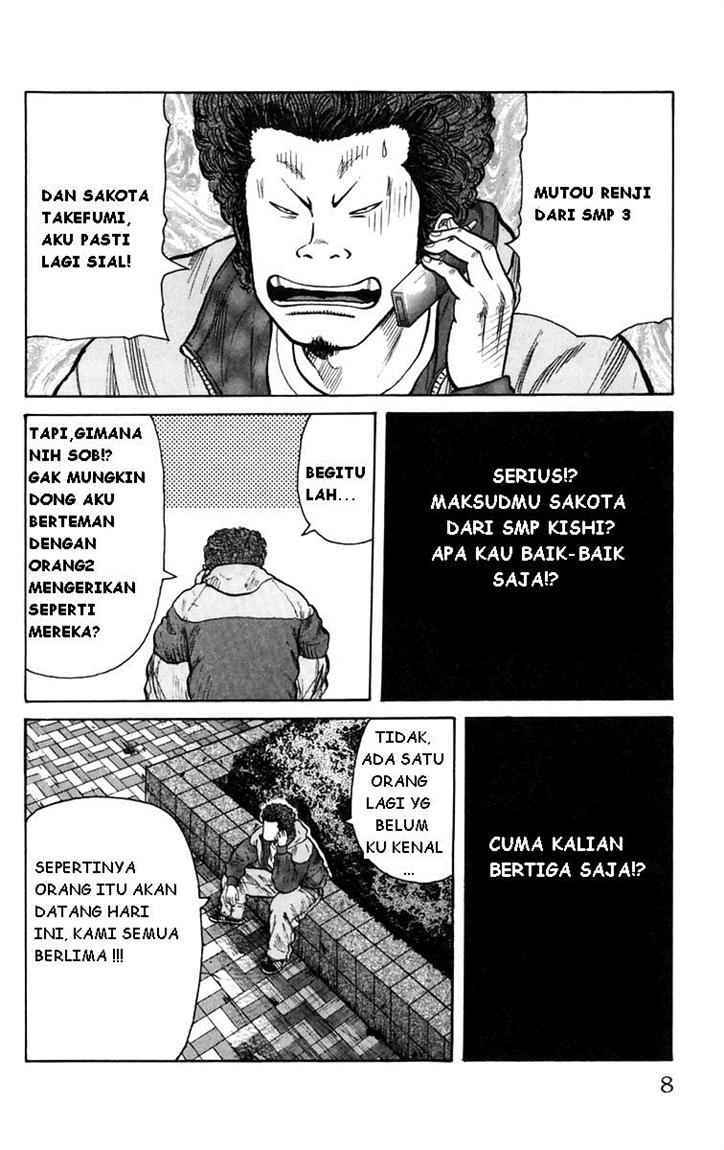 MUTOU RENJI
DARI SMP 3
DAN SAKOTA
TAKEFUMI,
AKU PASTI
LAGI SIAL!
SERIUS!?
MAKSUDMU SAKOTA
DARI SMP KISHI?
APA KAU BAIK-BAIK
SAJA!?
BEGITU
LAH...
TAPI,GIMANA
NIH SOB!?
GAK MUNGKIN
DONG AKU
BERTEMAN
DENGAN
ORANG2
MENGERIKAN
SEPERTI
MEREKA?
CUMA KALIAN
BERTIGA SAJA!?
TIDAK,
ADA SATU
ORANG
LAGI YG
BELUM
KU KENAL
...
SEPERTINYA
ORANG ITU AKAN
DATANG HARI
INI, KAMI SEMUA
BERLIMA !!!
8